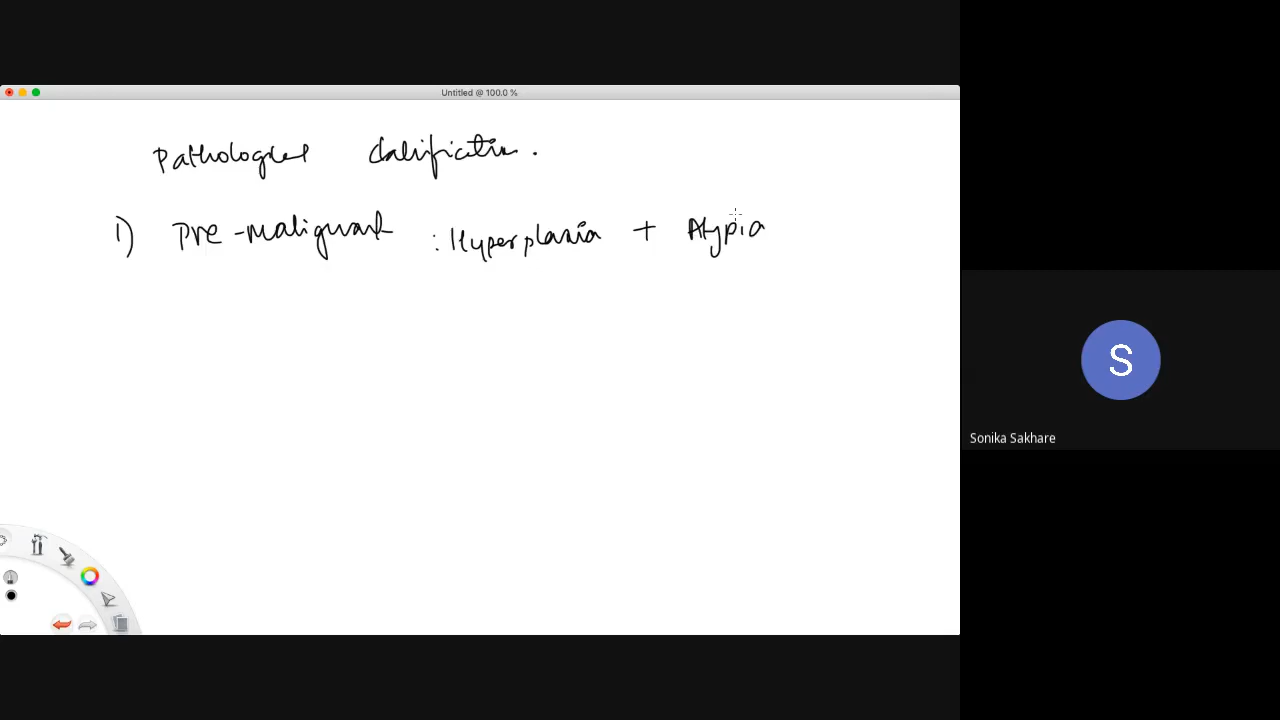 Untitled @ 100.0 %
Pathological classification.
1) Pre-malignant : Hyperplasia + Atypia
S
Sonika Sakhare